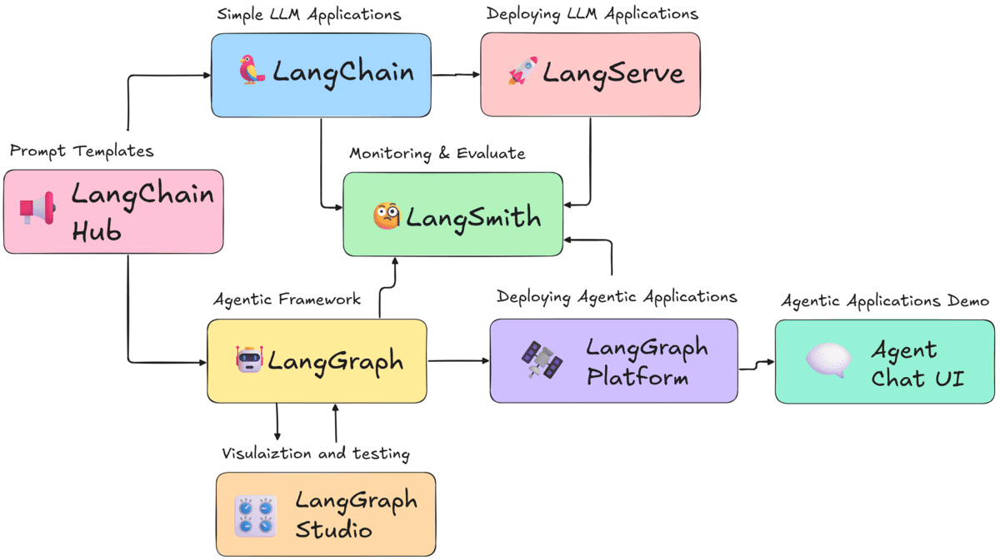 Simple LLM Applications
Deploying LLM Applications
LangChain
LangServe
Prompt Templates
Monitoring & Evaluate
LangChain
Hub
LangSmith
Agentic Framework
Deploying Agentic Applications
Agentic Applications Demo
LangGraph
LangGraph
Platform
Agent
Chat UI
Visulaiztion and testing
LangGraph
Studio